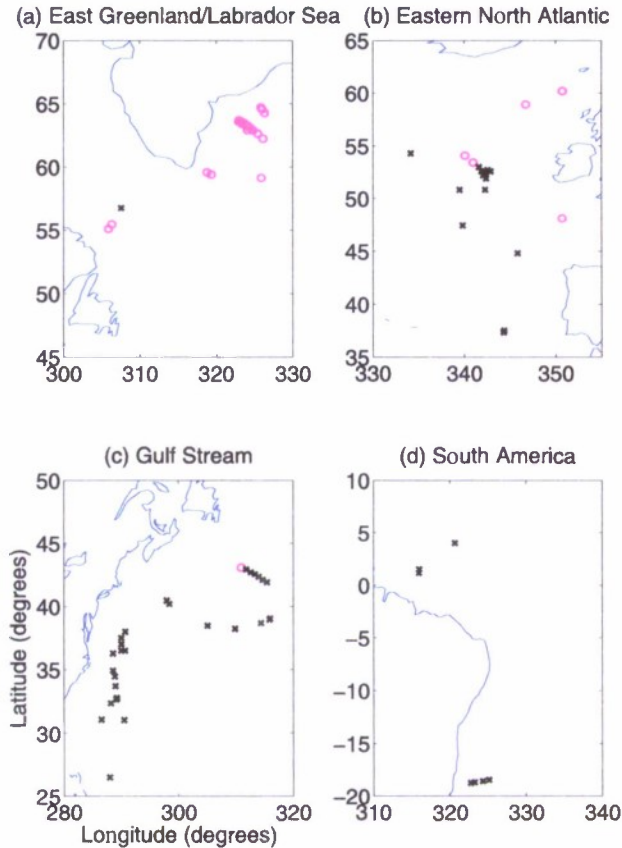 (a) East Greenland/Labrador Sea
70
65
60
55
50
45
300 310 320 330
(b) Eastern North Atlantic
65
60
55
50
45
40
35
330 340 350
(c) Gulf Stream
50
45
40
35
30
25
280 300 320
Latitude (degrees)
Longitude (degrees)
(d) South America
10
5
0
−5
−10
−15
−20
310 320 330 340